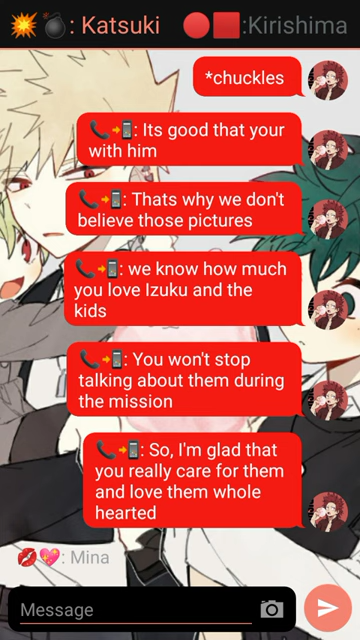 💥💣: Katsuki 🔴🟥:Kirishima
*chuckles
📞➡📱: Its good that your
with him
📞➡📱: Thats why we don't
believe those pictures
📞➡📱: we know how much
you love Izuku and the
kids
📞➡📱: You won't stop
talking about them during
the mission
📞➡📱: So, I'm glad that
you really care for them
and love them whole
hearted
💋💖: Mina
Message